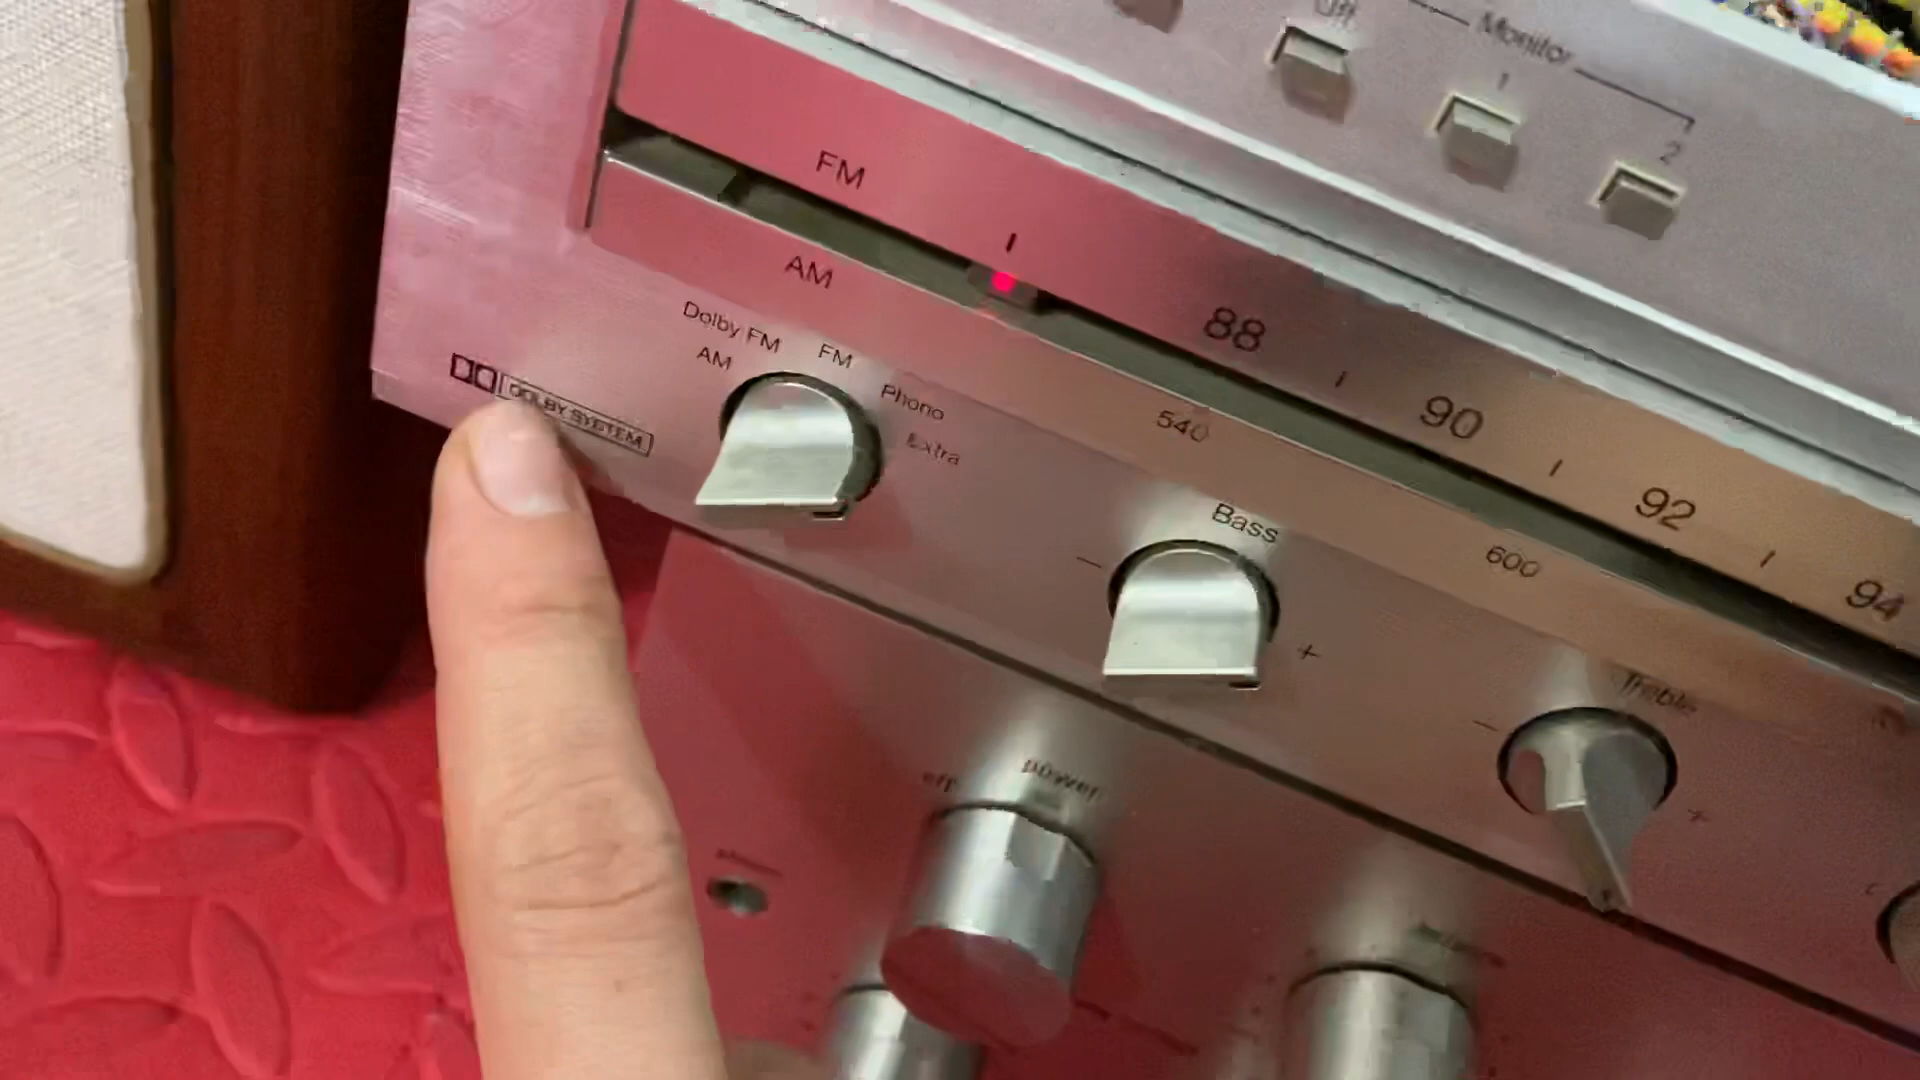 Off
Monitor
1
2
FM
AM
88
90
92
94
540
600
Dolby FM
FM
AM
Phono
Extra
DOLBY SYSTEM
Bass
-
+
Treble
-
+
off
power